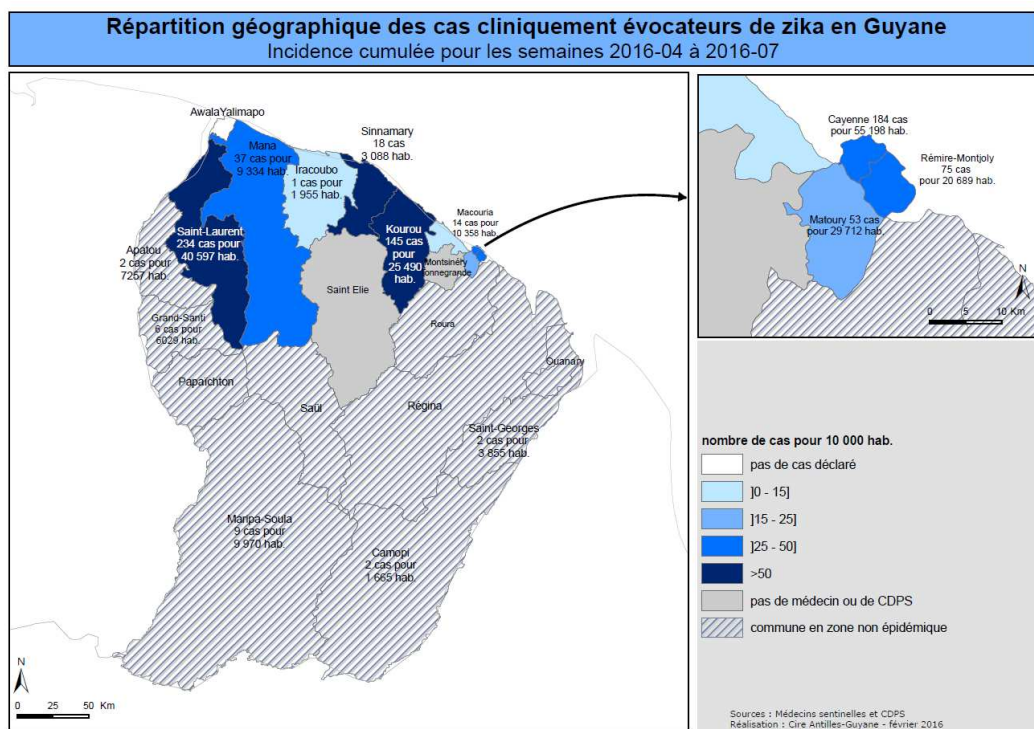 Répartition géographique des cas cliniquement évocateurs de zika en Guyane
Incidence cumulée pour les semaines 2016-04 à 2016-07
AwalaYalimapo
Mana
37 cas pour
9 334 hab.
Iracoubo
1 cas pour
1 955 hab.
Sinnamary
18 cas
3 088 hab.
Macouria
14 cas pour
10 358 hab.
Saint-Laurent
234 cas pour
40 597 hab.
Kourou
145 cas
pour
25 490
hab.
Apatou
2 cas pour
7257 hab.
Montsinéry
Tonnegrande
Saint Elie
Grand-Santi
6 cas pour
6029 hab.
Roura
Ouanary
Papaïchton
Saül
Régina
Saint-Georges
2 cas pour
3 855 hab.
Maripa-Soula
9 cas pour
9 970 hab.
Camopi
2 cas pour
1 665 hab.
N
0 25 50 Km
Cayenne 184 cas
pour 55 198 hab.
Rémire-Montjoly
75 cas
pour 20 689 hab.
Matoury 53 cas
pour 29 712 hab.
N
0 5 10 Km
nombre de cas pour 10 000 hab.
pas de cas déclaré
]0 - 15]
]15 - 25]
]25 - 50]
>50
pas de médecin ou de CDPS
commune en zone non épidémique
Sources : Médecins sentinelles et CDPS
Réalisation : Cire Antilles-Guyane - février 2016